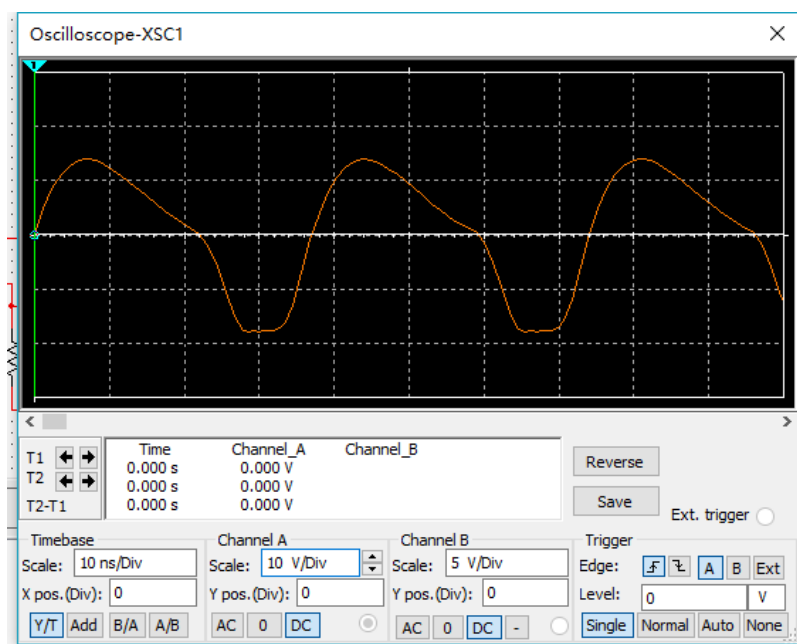 Oscilloscope-XSC1
1
Time Channel_A Channel_B
T1 0.000 s 0.000 V
T2 0.000 s 0.000 V
T2-T1 0.000 s 0.000 V
Reverse
Save
Ext. trigger
Timebase
Scale: 10 ns/Div
X pos.(Div): 0
Y/T Add B/A A/B
Channel A
Scale: 10 V/Div
Y pos.(Div): 0
AC 0 DC
Channel B
Scale: 5 V/Div
Y pos.(Div): 0
AC 0 DC -
Trigger
Edge: A B Ext
Level: 0 V
Single Normal Auto None